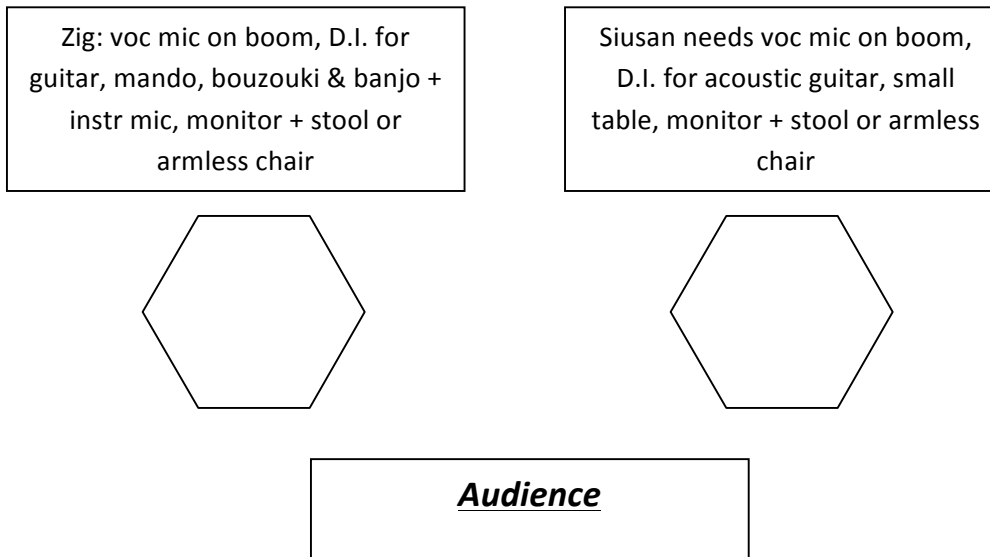 Zig: voc mic on boom, D.I. for
guitar, mando, bouzouki & banjo +
instr mic, monitor + stool or
armless chair
Siusan needs voc mic on boom,
D.I. for acoustic guitar, small
table, monitor + stool or armless
chair
Audience